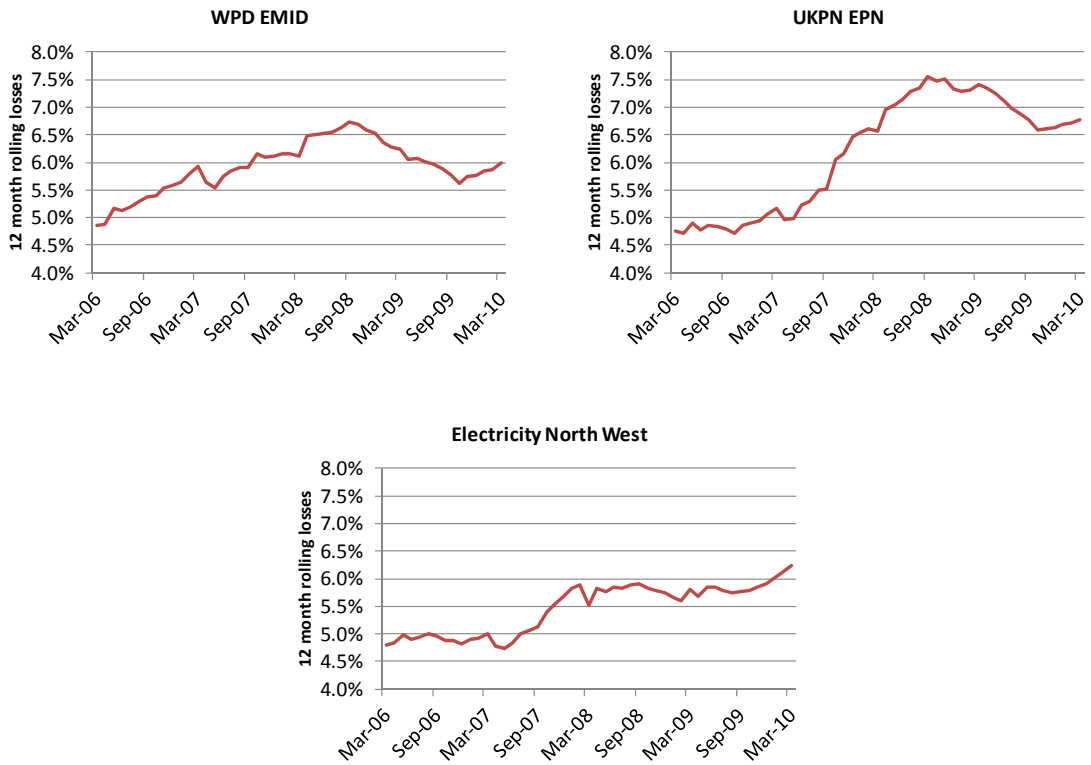 WPD EMID
12 month rolling losses
8.0%
7.5%
7.0%
6.5%
6.0%
5.5%
5.0%
4.5%
4.0%
Mar-06
Sep-06
Mar-07
Sep-07
Mar-08
Sep-08
Mar-09
Sep-09
Mar-10
UKPN EPN
12 month rolling losses
8.0%
7.5%
7.0%
6.5%
6.0%
5.5%
5.0%
4.5%
4.0%
Mar-06
Sep-06
Mar-07
Sep-07
Mar-08
Sep-08
Mar-09
Sep-09
Mar-10
Electricity North West
12 month rolling losses
8.0%
7.5%
7.0%
6.5%
6.0%
5.5%
5.0%
4.5%
4.0%
Mar-06
Sep-06
Mar-07
Sep-07
Mar-08
Sep-08
Mar-09
Sep-09
Mar-10